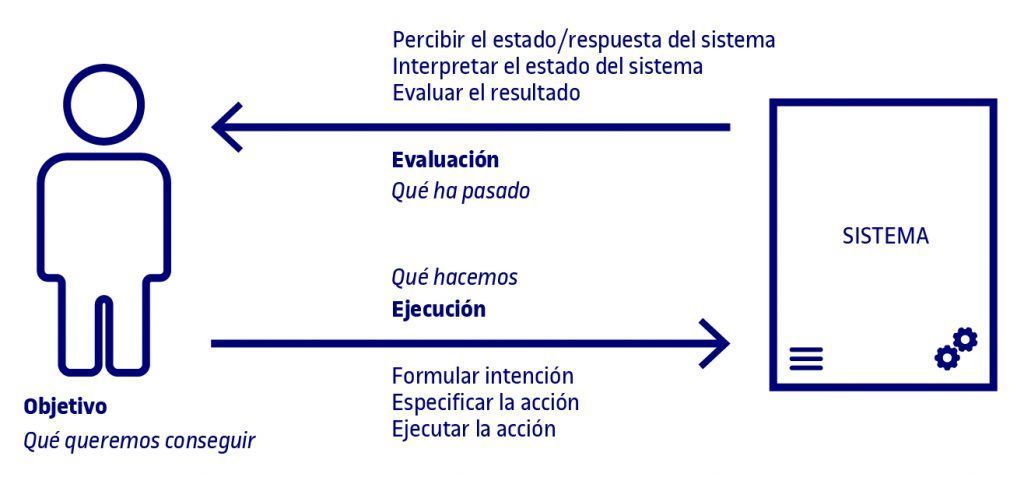 Percibir el estado/respuesta del sistema
Interpretar el estado del sistema
Evaluar el resultado
Evaluación
Qué ha pasado
SISTEMA
Qué hacemos
Ejecución
Formular intención
Especificar la acción
Ejecutar la acción
Objetivo
Qué queremos conseguir